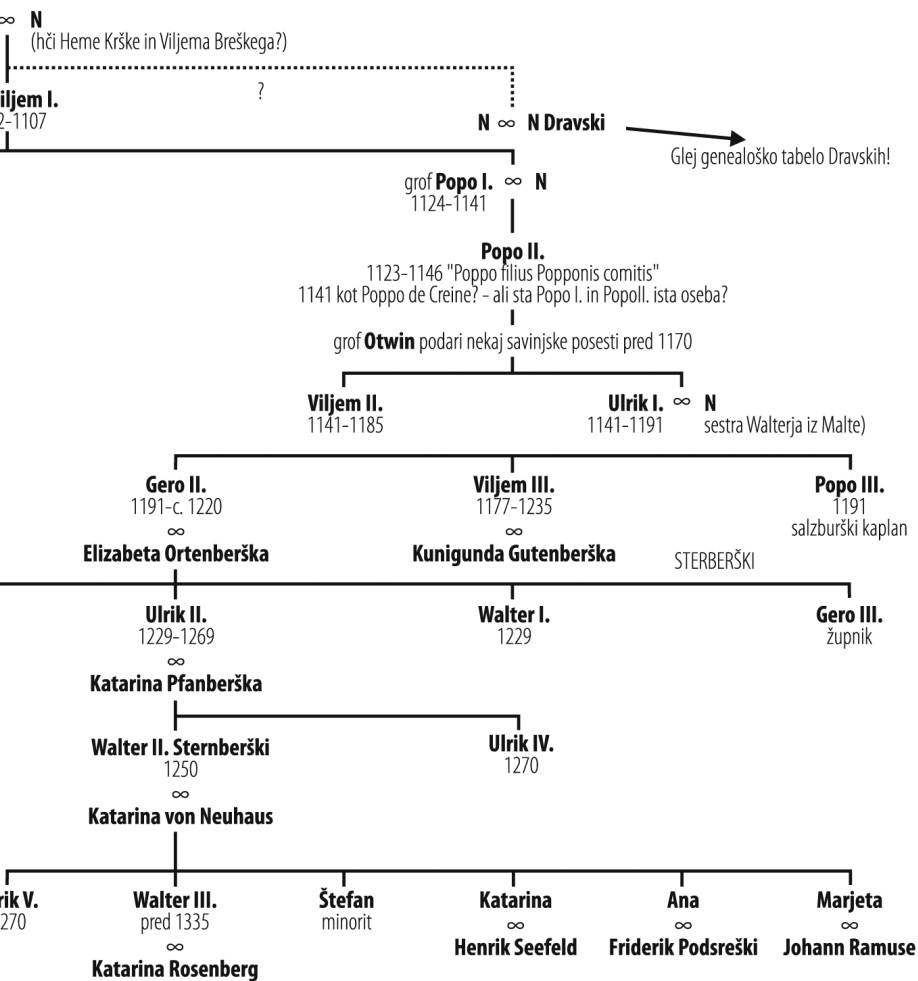 ∞ N
(hči Heme Krške in Viljema Breškega?)
?
iljem I.
2-1107
N ∞ N Dravski
Glej genealoško tabelo Dravskih!
grof Popo I. ∞ N
1124-1141
Popo II.
1123-1146 "Poppo filius Popponis comitis"
1141 kot Poppo de Creine? - ali sta Popo I. in PopoII. ista oseba?
grof Otwin podari nekaj savinjske posesti pred 1170
Viljem II.
1141-1185
Ulrik I. ∞ N
1141-1191 sestra Walterja iz Malte)
Gero II.
1191-c. 1220
∞
Elizabeta Ortenberška
Viljem III.
1177-1235
∞
Kunigunda Gutenberška
Popo III.
1191
salzburški kaplan
STERBERŠKI
Ulrik II.
1229-1269
∞
Katarina Pfanberška
Walter I.
1229
Gero III.
župnik
Walter II. Sternberški
1250
∞
Katarina von Neuhaus
Ulrik IV.
1270
rik V.
270
Walter III.
pred 1335
∞
Katarina Rosenberg
Štefan
minorit
Katarina
∞
Henrik Seefeld
Ana
∞
Friderik Podsreški
Marjeta
∞
Johann Ramuse